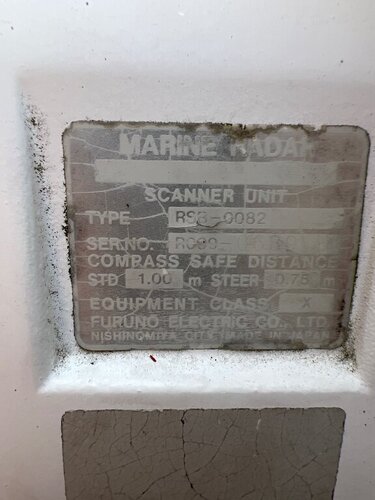 MARINE RADAR
SCANNER UNIT
TYPE RSB-0082
SER.NO.
COMPASS SAFE DISTANCE
STD 1.00 m STEER 0.75 m
EQUIPMENT CLASS X
FURUNO ELECTRIC CO., LTD.
NISHINOMIYA CITY, MADE IN JAPAN